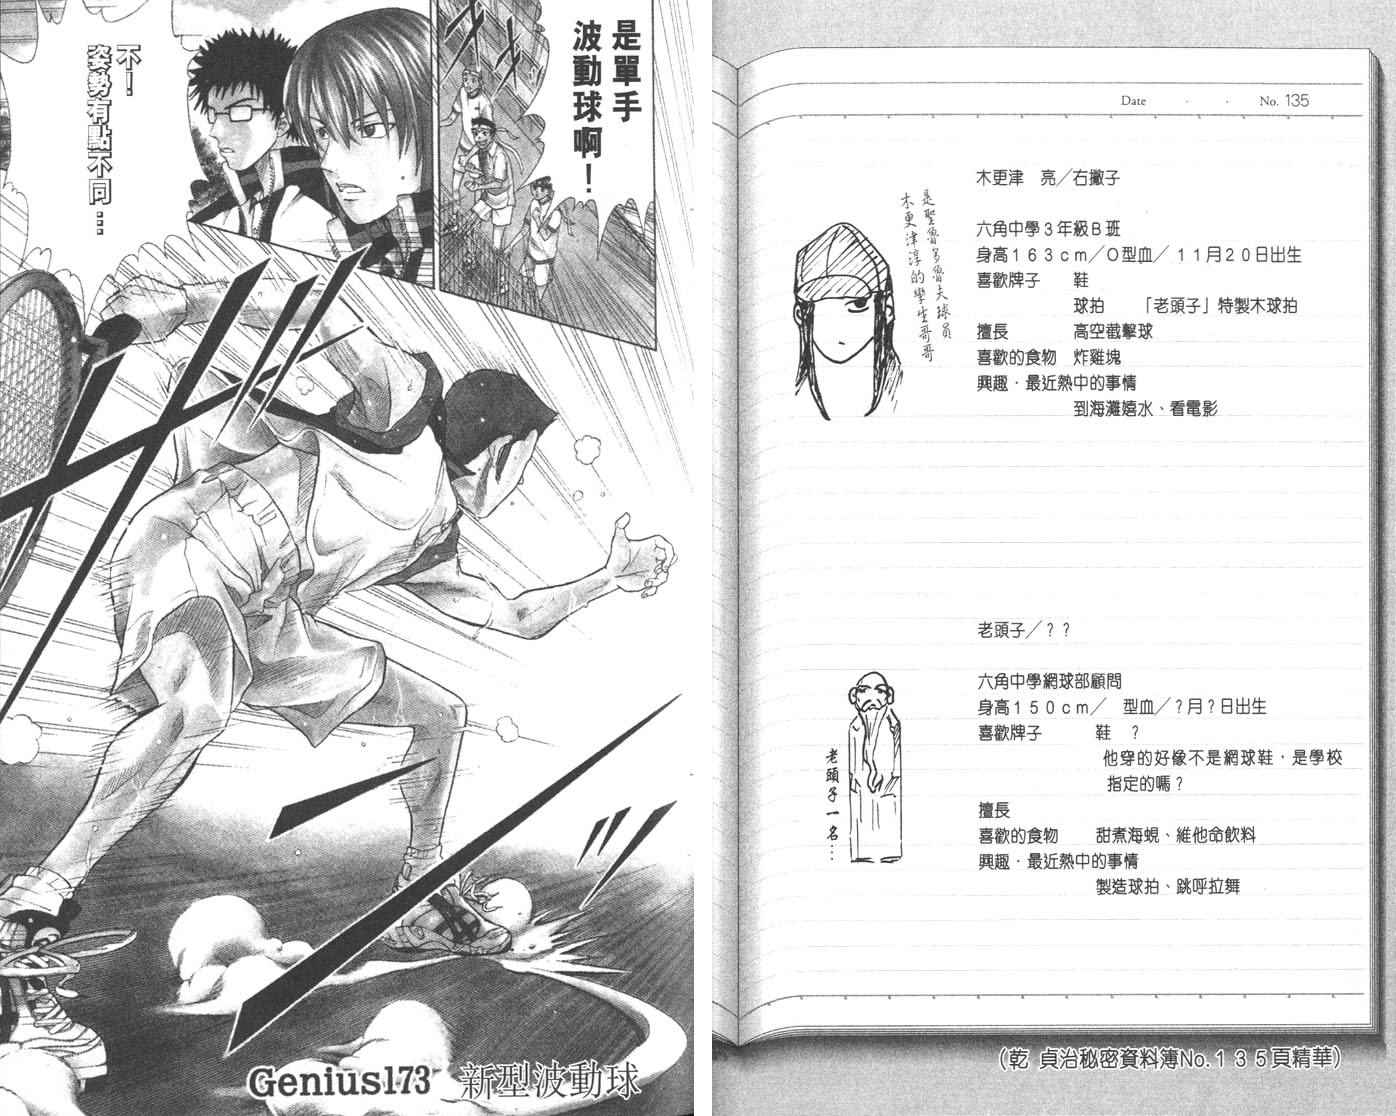 Date . . No. 135
木更津 亮／右撇子
六角中學3年級B班
身高163cm／O型血／11月20日出生
喜歡牌子 鞋
球拍 「老頭子」特製木球拍
擅長 高空截擊球
喜歡的食物 炸雞塊
興趣・最近熱中的事情
到海灘嬉水、看電影
是聖魯多魯夫球員
木更津淳的孿生哥哥
老頭子／??
六角中學網球部顧問
身高150cm／ 型血／?月?日出生
喜歡牌子 鞋 ?
他穿的好像不是網球鞋，是學校
指定的嗎?
擅長
喜歡的食物 甜煮海蜆、維他命飲料
興趣・最近熱中的事情
製造球拍、跳呼拉舞
老頭子一名…
（乾 貞治秘密資料簿No.135頁精華）
是單手
波動球啊！
不！
姿勢有點不同…
Genius173 新型波動球